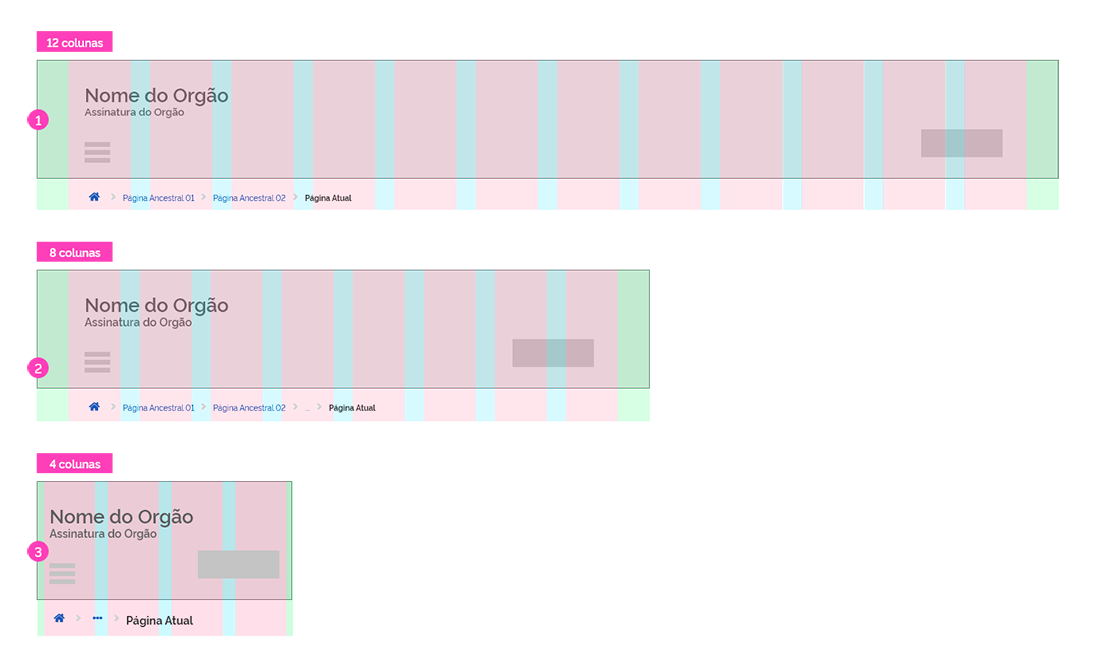 12 colunas
Nome do Orgão
Assinatura do Orgão
1
Página Ancestral 01 > Página Ancestral 02 > Página Atual
8 colunas
Nome do Orgão
Assinatura do Orgão
2
Página Ancestral 01 > Página Ancestral 02 > ... > Página Atual
4 colunas
Nome do Orgão
Assinatura do Orgão
3
> ••• > Página Atual